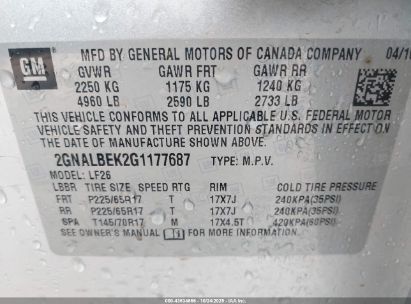 GM
MFD BY GENERAL MOTORS OF CANADA COMPANY 04/16
GVWR GAWR FRT GAWR RR
2250 KG 1175 KG 1240 KG
4960 LB 2590 LB 2733 LB
THIS VEHICLE CONFORMS TO ALL APPLICABLE U.S. FEDERAL MOTOR
VEHICLE SAFETY AND THEFT PREVENTION STANDARDS IN EFFECT ON
THE DATE OF MANUFACTURE SHOWN ABOVE.
2GNALBEK2G1177687 TYPE: M.P.V.
MODEL: LF26
LBBR TIRE SIZE SPEED RTG RIM COLD TIRE PRESSURE
FRT P225/65R17 T 17X7J 240KPA(35PSI)
RR P225/65R17 T 17X7J 240KPA(35PSI)
SPA T145/70R17 M 17X4.5T 420KPA(60PSI)
SEE OWNER'S MANUAL FOR MORE INFORMATION.